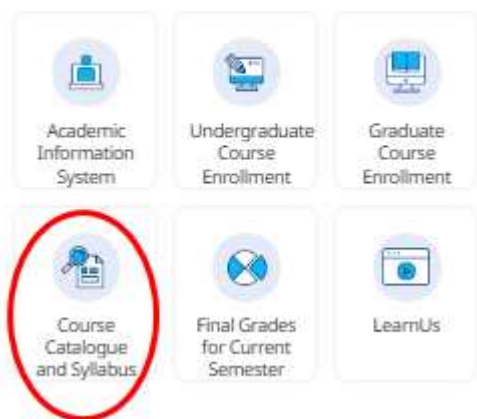 Academic
Information
System
Undergraduate
Course
Enrollment
Graduate
Course
Enrollment
Course
Catalogue
and Syllabus
Final Grades
for Current
Semester
LearnUs